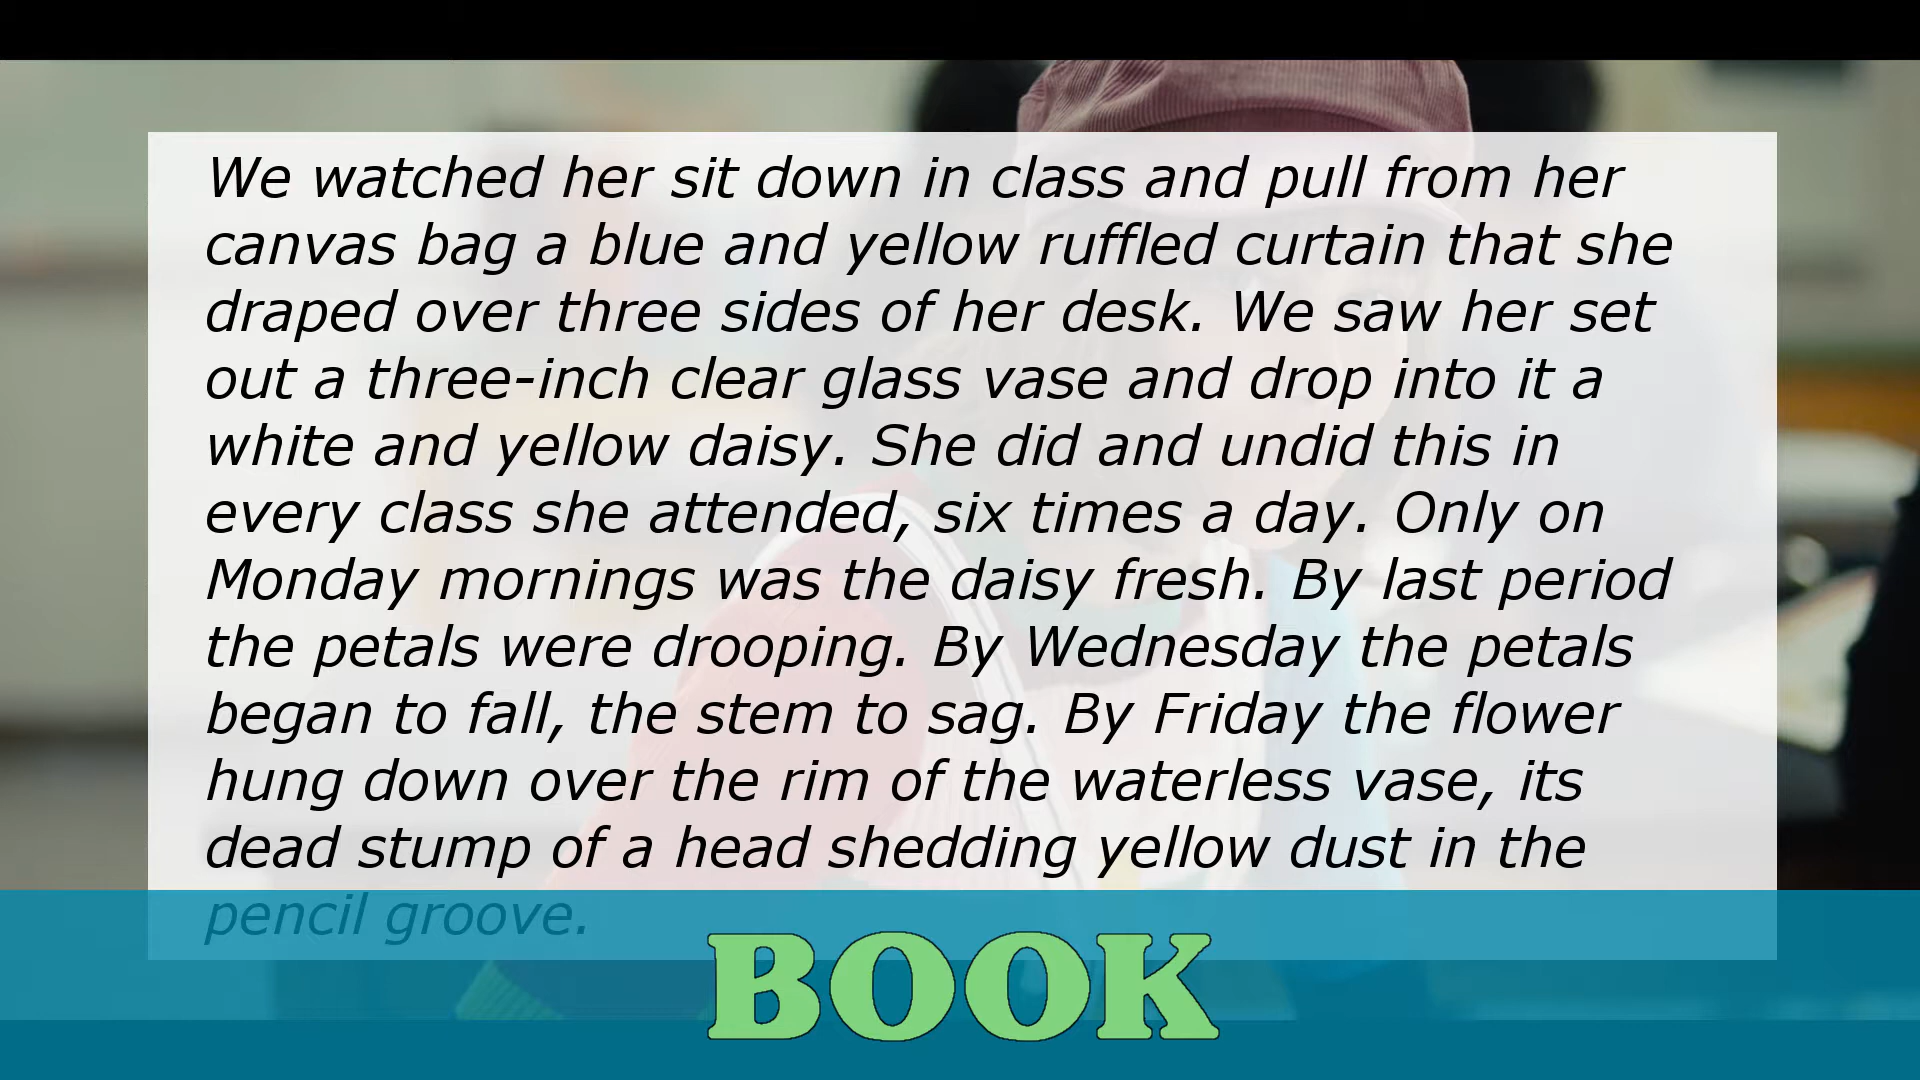 We watched her sit down in class and pull from her
canvas bag a blue and yellow ruffled curtain that she
draped over three sides of her desk. We saw her set
out a three-inch clear glass vase and drop into it a
white and yellow daisy. She did and undid this in
every class she attended, six times a day. Only on
Monday mornings was the daisy fresh. By last period
the petals were drooping. By Wednesday the petals
began to fall, the stem to sag. By Friday the flower
hung down over the rim of the waterless vase, its
dead stump of a head shedding yellow dust in the
pencil groove.
BOOK